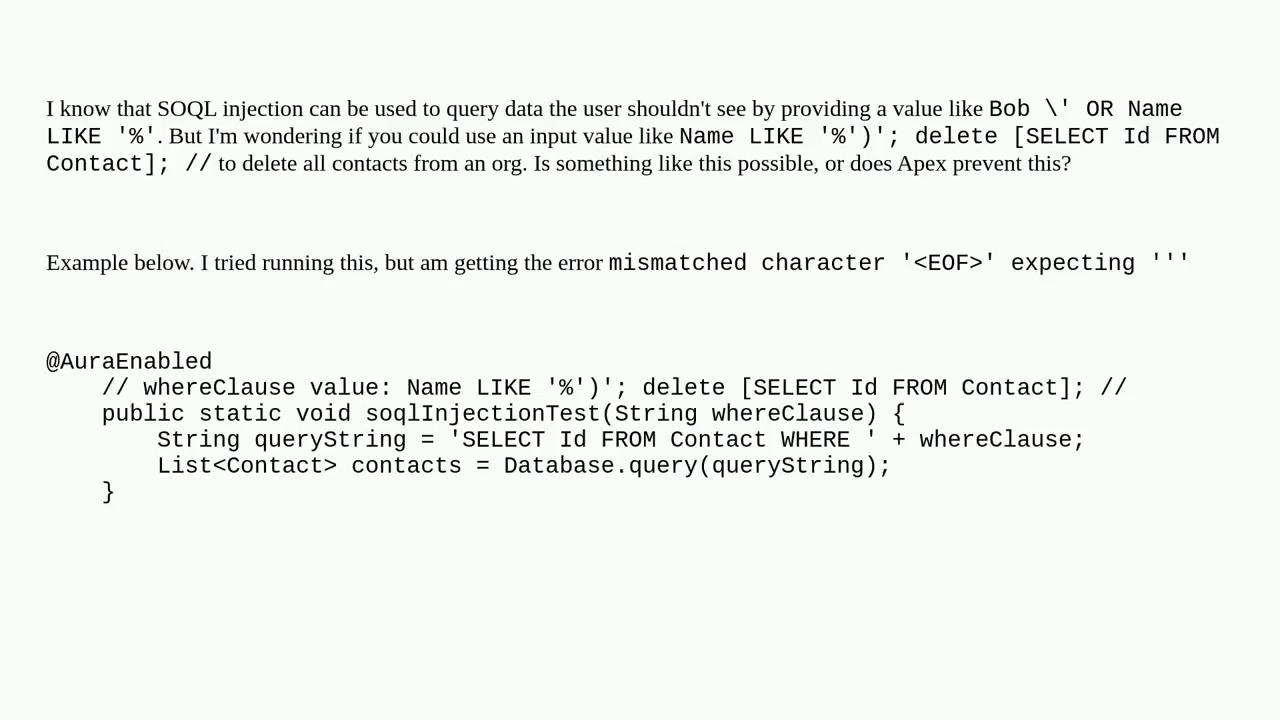 I know that SOQL injection can be used to query data the user shouldn't see by providing a value like Bob \' OR Name
LIKE '%'. But I'm wondering if you could use an input value like Name LIKE '%')'; delete [SELECT Id FROM
Contact]; // to delete all contacts from an org. Is something like this possible, or does Apex prevent this?
Example below. I tried running this, but am getting the error mismatched character '<EOF>' expecting '''
@AuraEnabled
    // whereClause value: Name LIKE '%')'; delete [SELECT Id FROM Contact]; //
    public static void soqlInjectionTest(String whereClause) {
        String queryString = 'SELECT Id FROM Contact WHERE ' + whereClause;
        List<Contact> contacts = Database.query(queryString);
    }